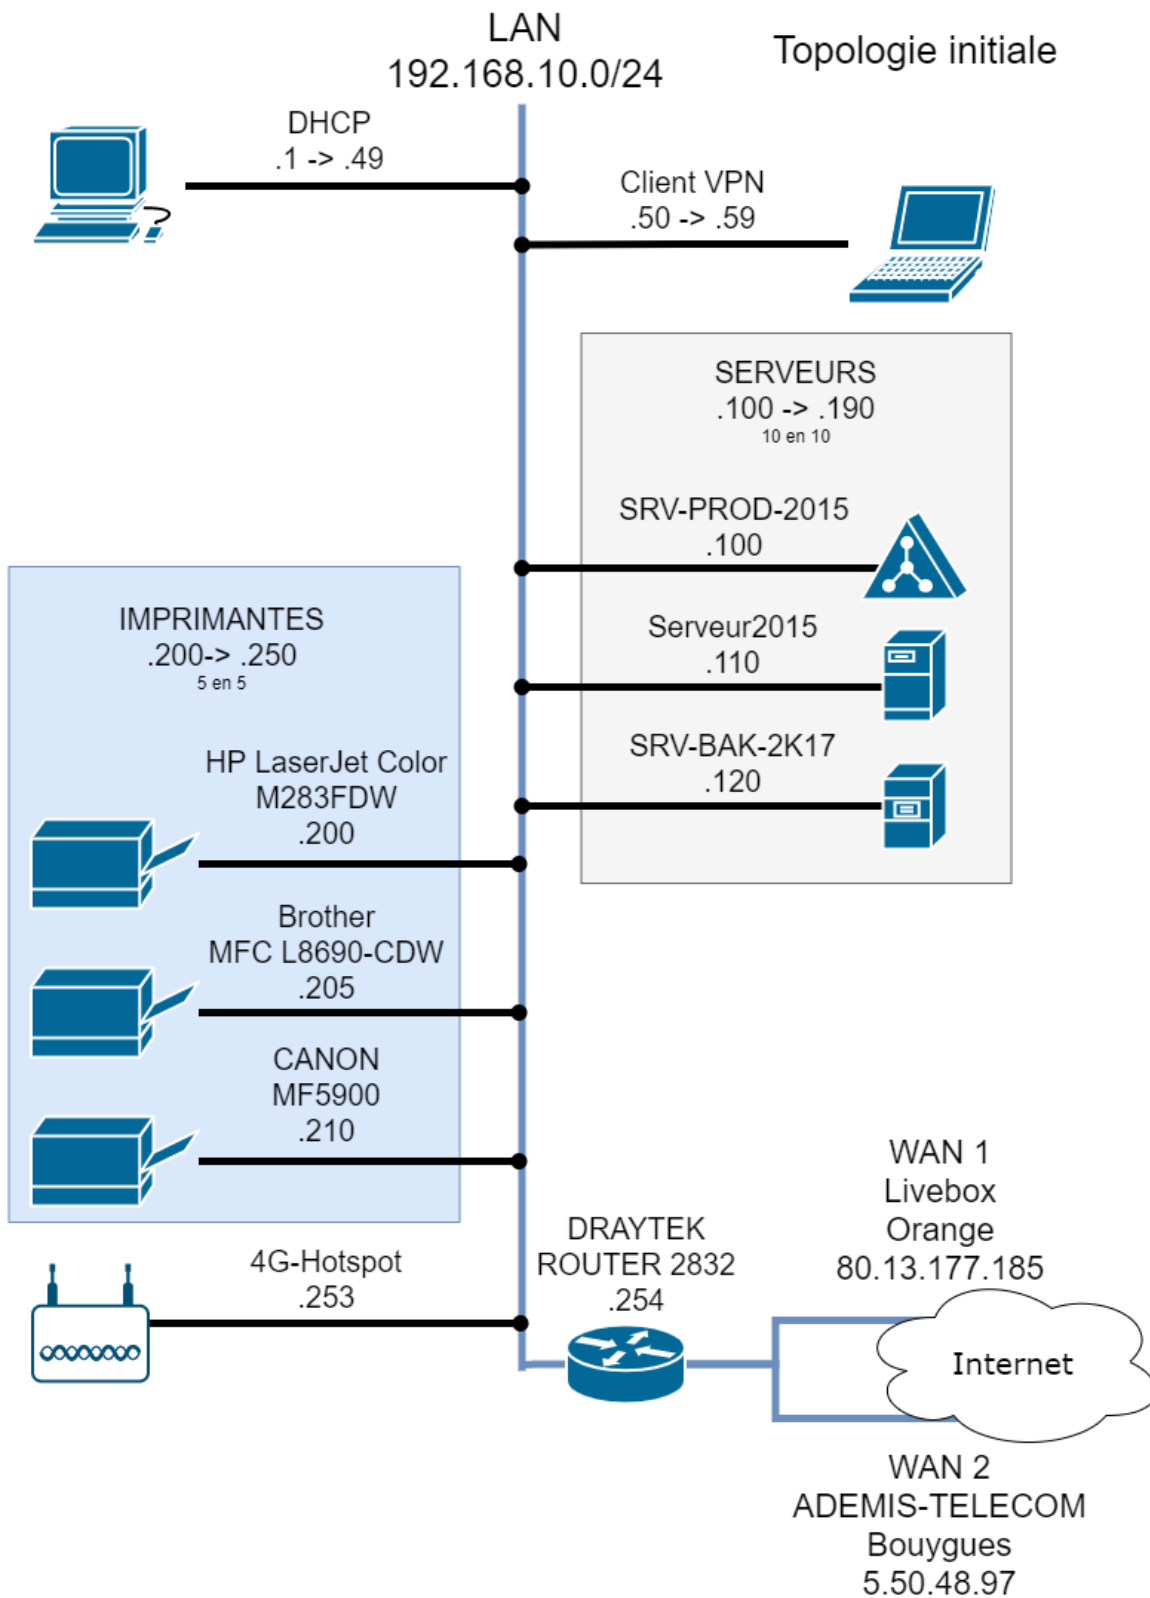 LAN
192.168.10.0/24
Topologie initiale
DHCP
.1 -> .49
Client VPN
.50 -> .59
SERVEURS
.100 -> .190
10 en 10
SRV-PROD-2015
.100
Serveur2015
.110
SRV-BAK-2K17
.120
IMPRIMANTES
.200-> .250
5 en 5
HP LaserJet Color
M283FDW
.200
Brother
MFC L8690-CDW
.205
CANON
MF5900
.210
4G-Hotspot
.253
DRAYTEK
ROUTER 2832
.254
WAN 1
Livebox
Orange
80.13.177.185
Internet
WAN 2
ADEMIS-TELECOM
Bouygues
5.50.48.97